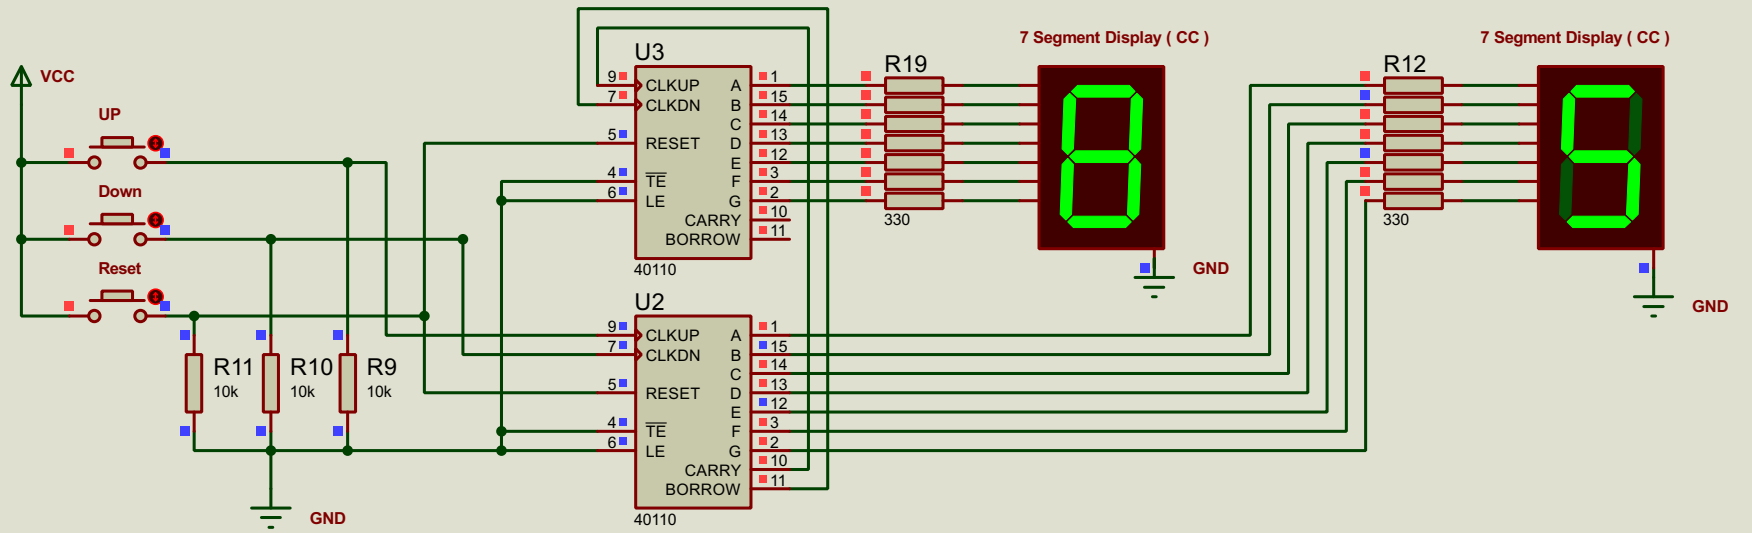 VCC
UP
Down
Reset
R11
10k
R10
10k
R9
10k
GND
U3
9 CLKUP A 1
7 CLKDN B 15
C 14
5 RESET D 13
E 12
4 TE F 3
6 LE G 2
CARRY 10
BORROW 11
40110
U2
9 CLKUP A 1
7 CLKDN B 15
C 14
5 RESET D 13
E 12
4 TE F 3
6 LE G 2
CARRY 10
BORROW 11
40110
R19
330
7 Segment Display ( CC )
GND
R12
330
7 Segment Display ( CC )
GND
8
5